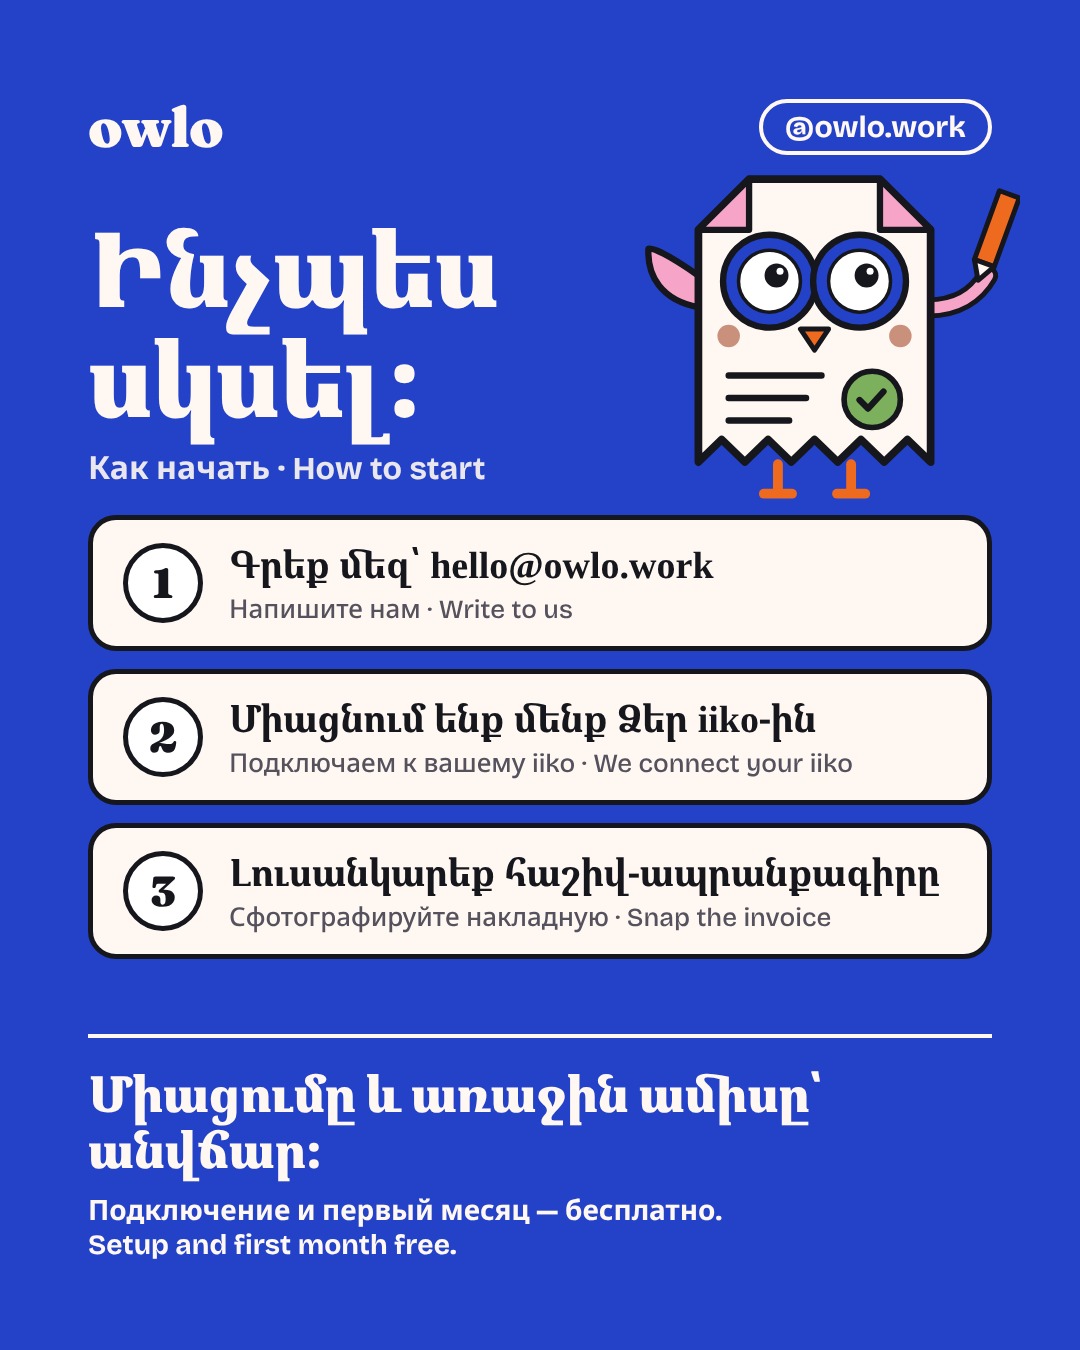 owlo
@owlo.work
Ինչպես
սկսել:
Как начать · How to start
1
Գրեք մեզ՝ hello@owlo.work
Напишите нам · Write to us
2
Միացնում ենք մենք Ձեր iiko-ին
Подключаем к вашему iiko · We connect your iiko
3
Լուսանկարեք հաշիվ-ապրանքագիրը
Сфотографируйте накладную · Snap the invoice
Միացումը և առաջին ամիսը՝
անվճար:
Подключение и первый месяц — бесплатно.
Setup and first month free.